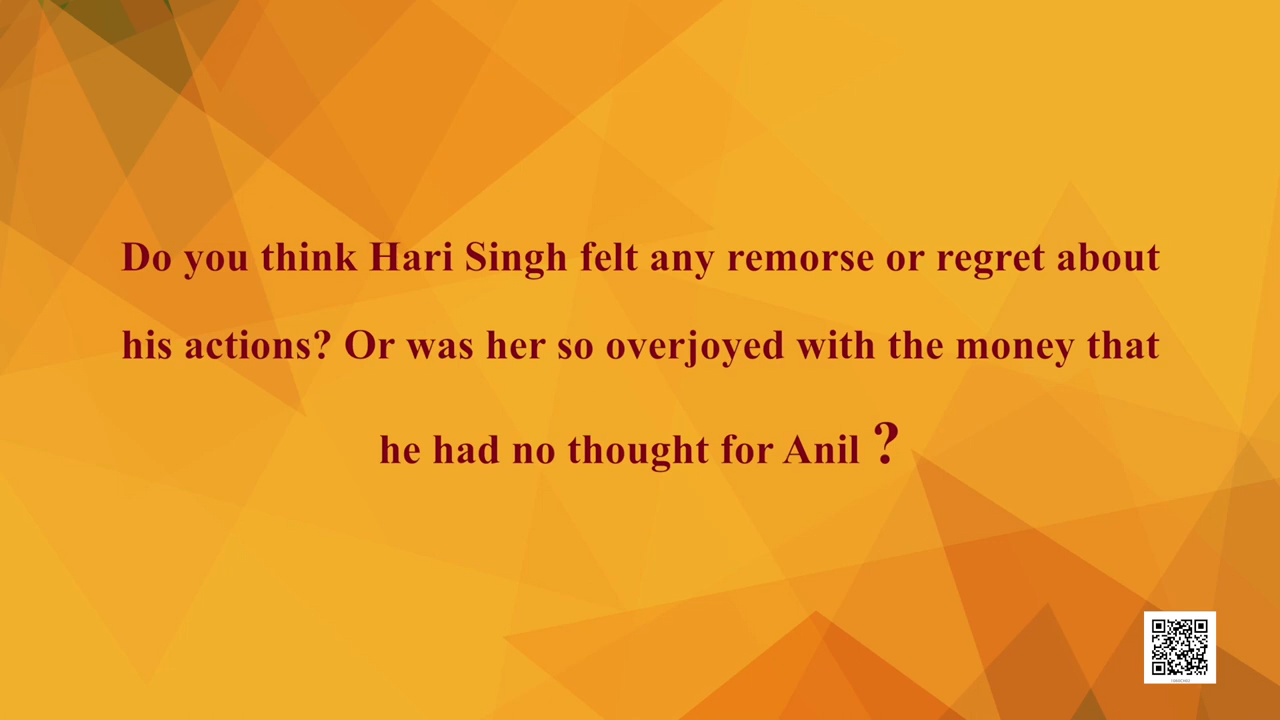 Do you think Hari Singh felt any remorse or regret about
his actions? Or was her so overjoyed with the money that
he had no thought for Anil ?